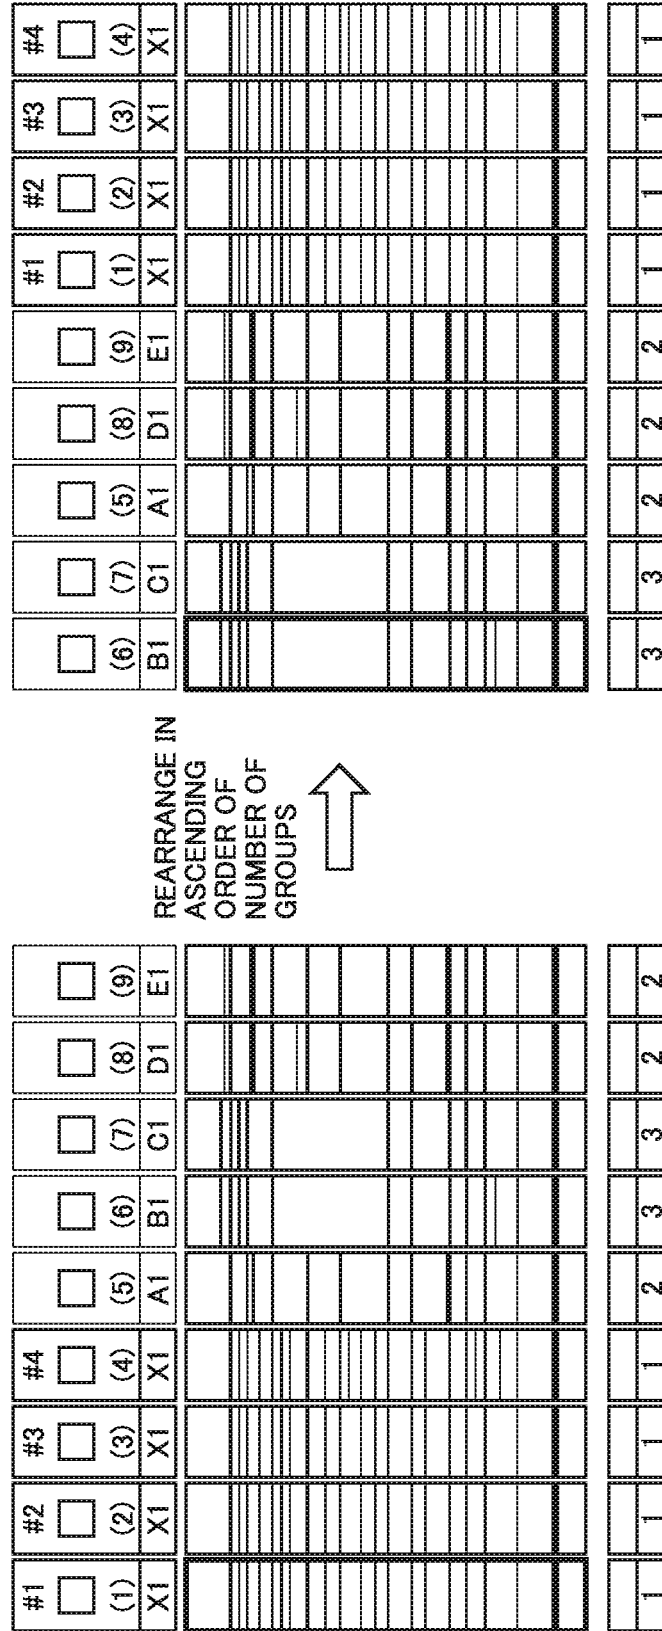 #1 #2 #3 #4
(1) (2) (3) (4) (5) (6) (7) (8) (9)
X1 X1 X1 X1 A1 B1 C1 D1 E1
1 1 1 1 2 3 3 2 2
REARRANGE IN
ASCENDING
ORDER OF
NUMBER OF
GROUPS
#1 #2 #3 #4
(6) (7) (5) (8) (9) (1) (2) (3) (4)
B1 C1 A1 D1 E1 X1 X1 X1 X1
3 3 2 2 2 1 1 1 1